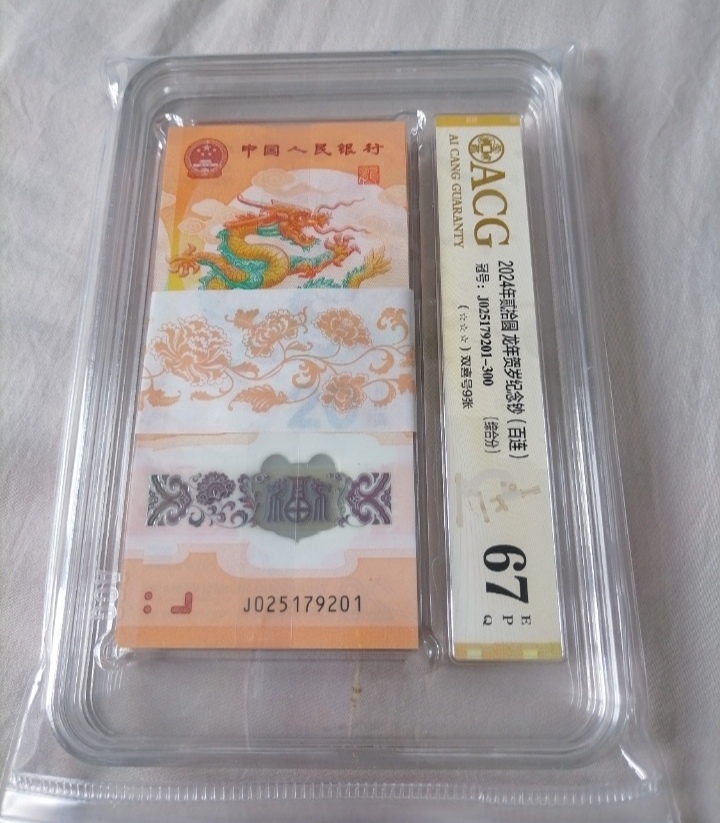 中国人民银行
福
J025179201
ACG
AI CANG GUARANTY
2024年贰拾圆 龙年贺岁纪念钞(百连)
冠号:J025179201-300 (综合分)
(☆☆☆)双喜号9张
67
E
P
Q